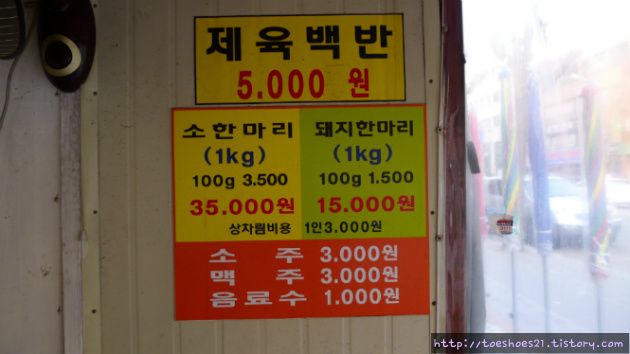 제육백반
5.000 원
소한마리 돼지한마리
(1kg) (1kg)
100g 3.500 100g 1.500
35.000원 15.000원
상차림비용 1인3.000원
소 주 3.000원
맥 주 3.000원
음료수 1.000원
http://toeshoes21.tistory.com